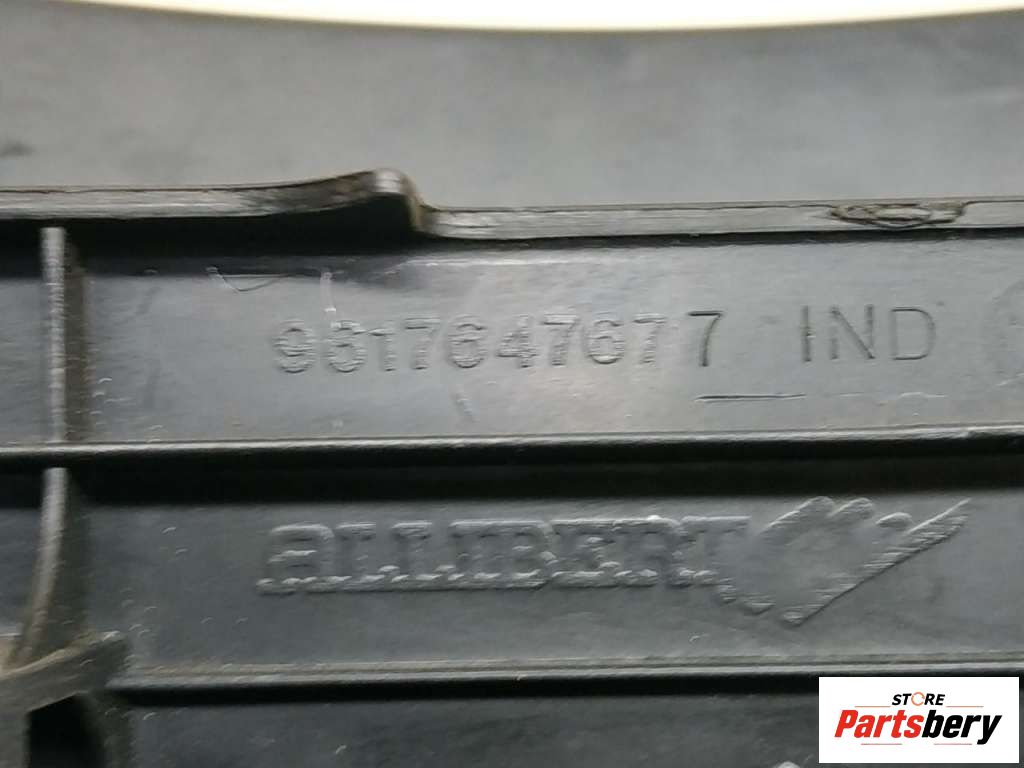 9617647677 IND
ALLIBERT
STORE
Partsbery